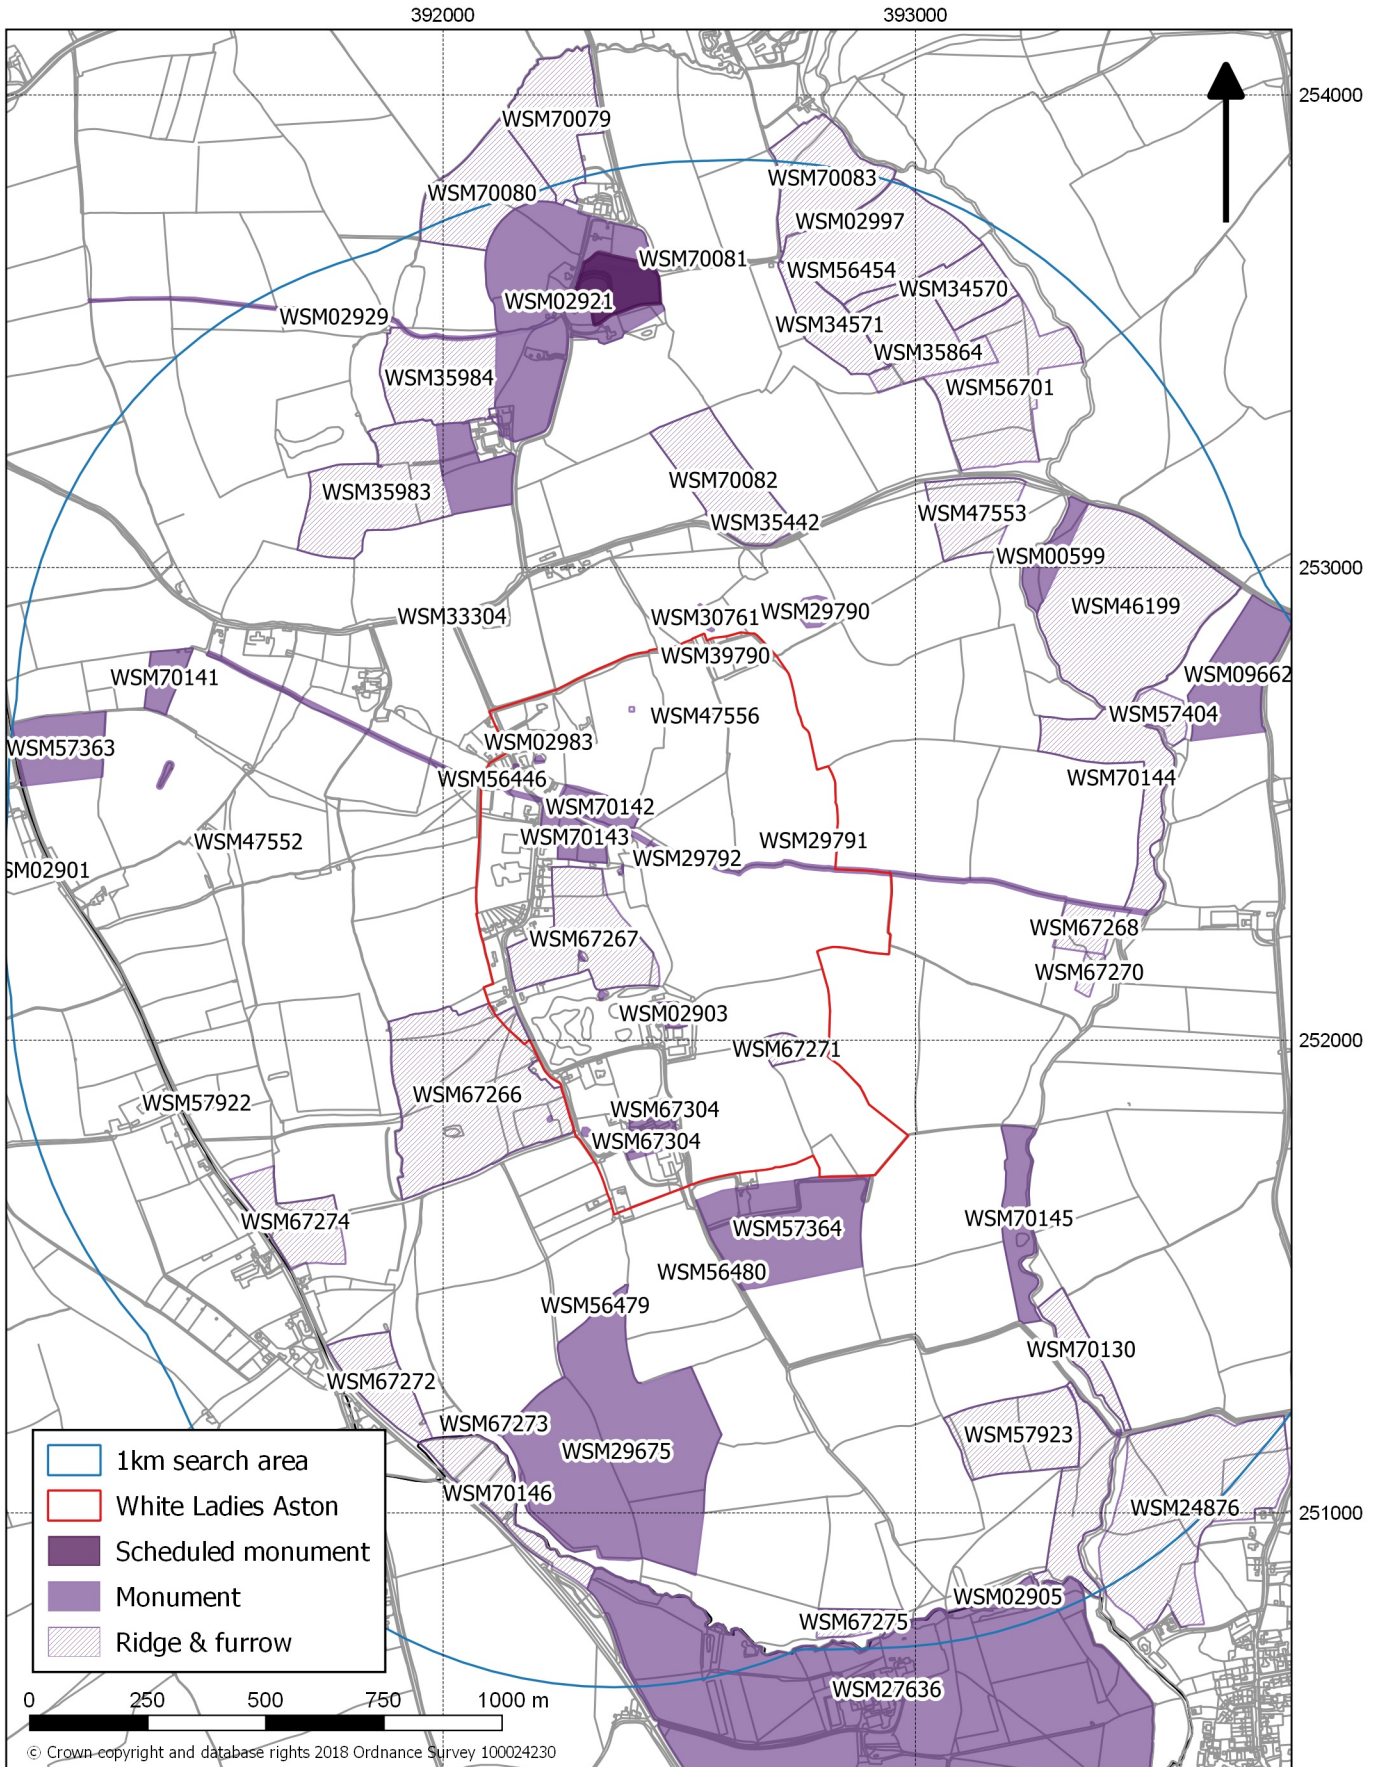 392000
393000
254000
WSM70079
WSM70083
WSM70080
WSM02997
WSM70081
WSM56454
WSM34570
WSM02921
WSM02929
WSM34571
WSM35864
WSM35984
WSM56701
WSM70082
WSM35983
WSM47553
WSM35442
WSM00599
253000
WSM46199
WSM33304
WSM30761
WSM29790
WSM39790
WSM70141
WSM09662
WSM47556
WSM57404
WSM02983
WSM57363
WSM56446
WSM70144
WSM70142
WSM70143
WSM47552
WSM29791
WSM29792
SM02901
WSM67268
WSM67267
WSM67270
WSM02903
252000
WSM67271
WSM67266
WSM57922
WSM67304
WSM67304
WSM70145
WSM67274
WSM57364
WSM56480
WSM56479
WSM70130
WSM67272
WSM67273
WSM57923
WSM29675
WSM70146
WSM24876
251000
WSM02905
WSM67275
WSM27636
1km search area
White Ladies Aston
Scheduled monument
Monument
Ridge & furrow
0 250 500 750 1000 m
© Crown copyright and database rights 2018 Ordnance Survey 100024230